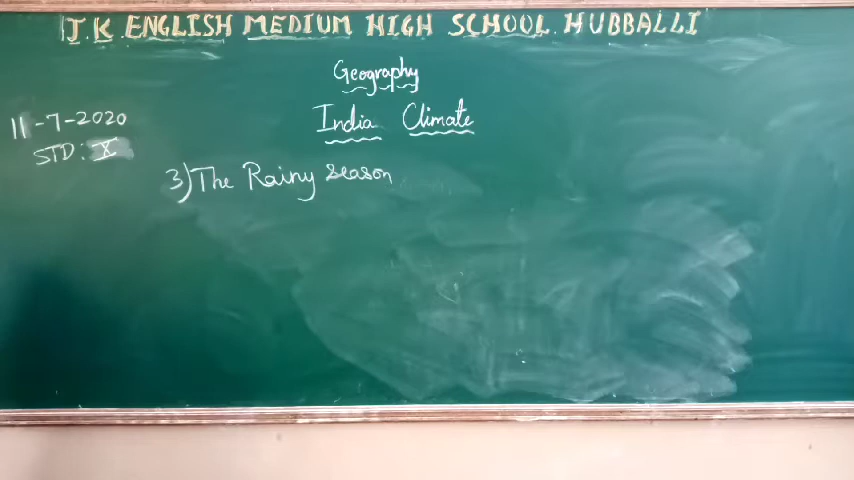 J.K ENGLISH MEDIUM HIGH SCHOOL HUBBALLI
Geography
India Climate
11-7-2020
STD: X
3) The Rainy season